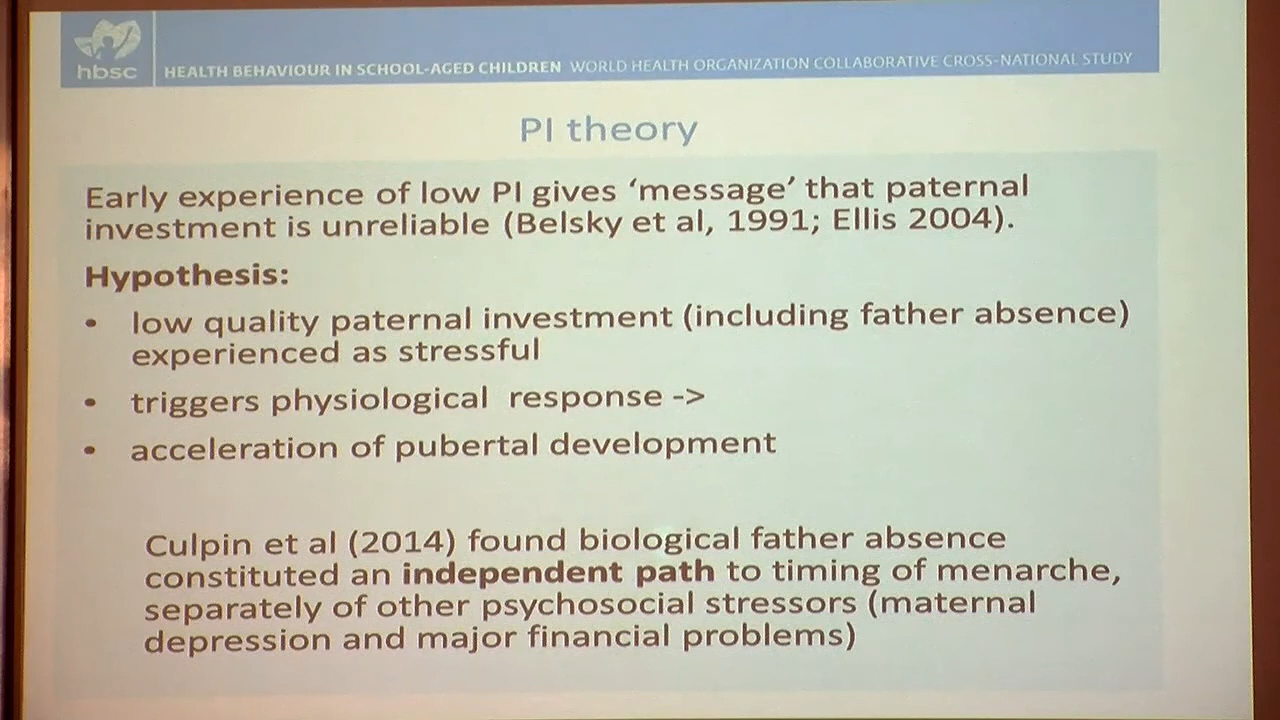 hbsc
HEALTH BEHAVIOUR IN SCHOOL-AGED CHILDREN WORLD HEALTH ORGANIZATION COLLABORATIVE CROSS-NATIONAL STUDY
PI theory
Early experience of low PI gives ‘message’ that paternal
investment is unreliable (Belsky et al, 1991; Ellis 2004).
Hypothesis:
• low quality paternal investment (including father absence)
experienced as stressful
• triggers physiological response ->
• acceleration of pubertal development
Culpin et al (2014) found biological father absence
constituted an independent path to timing of menarche,
separately of other psychosocial stressors (maternal
depression and major financial problems)